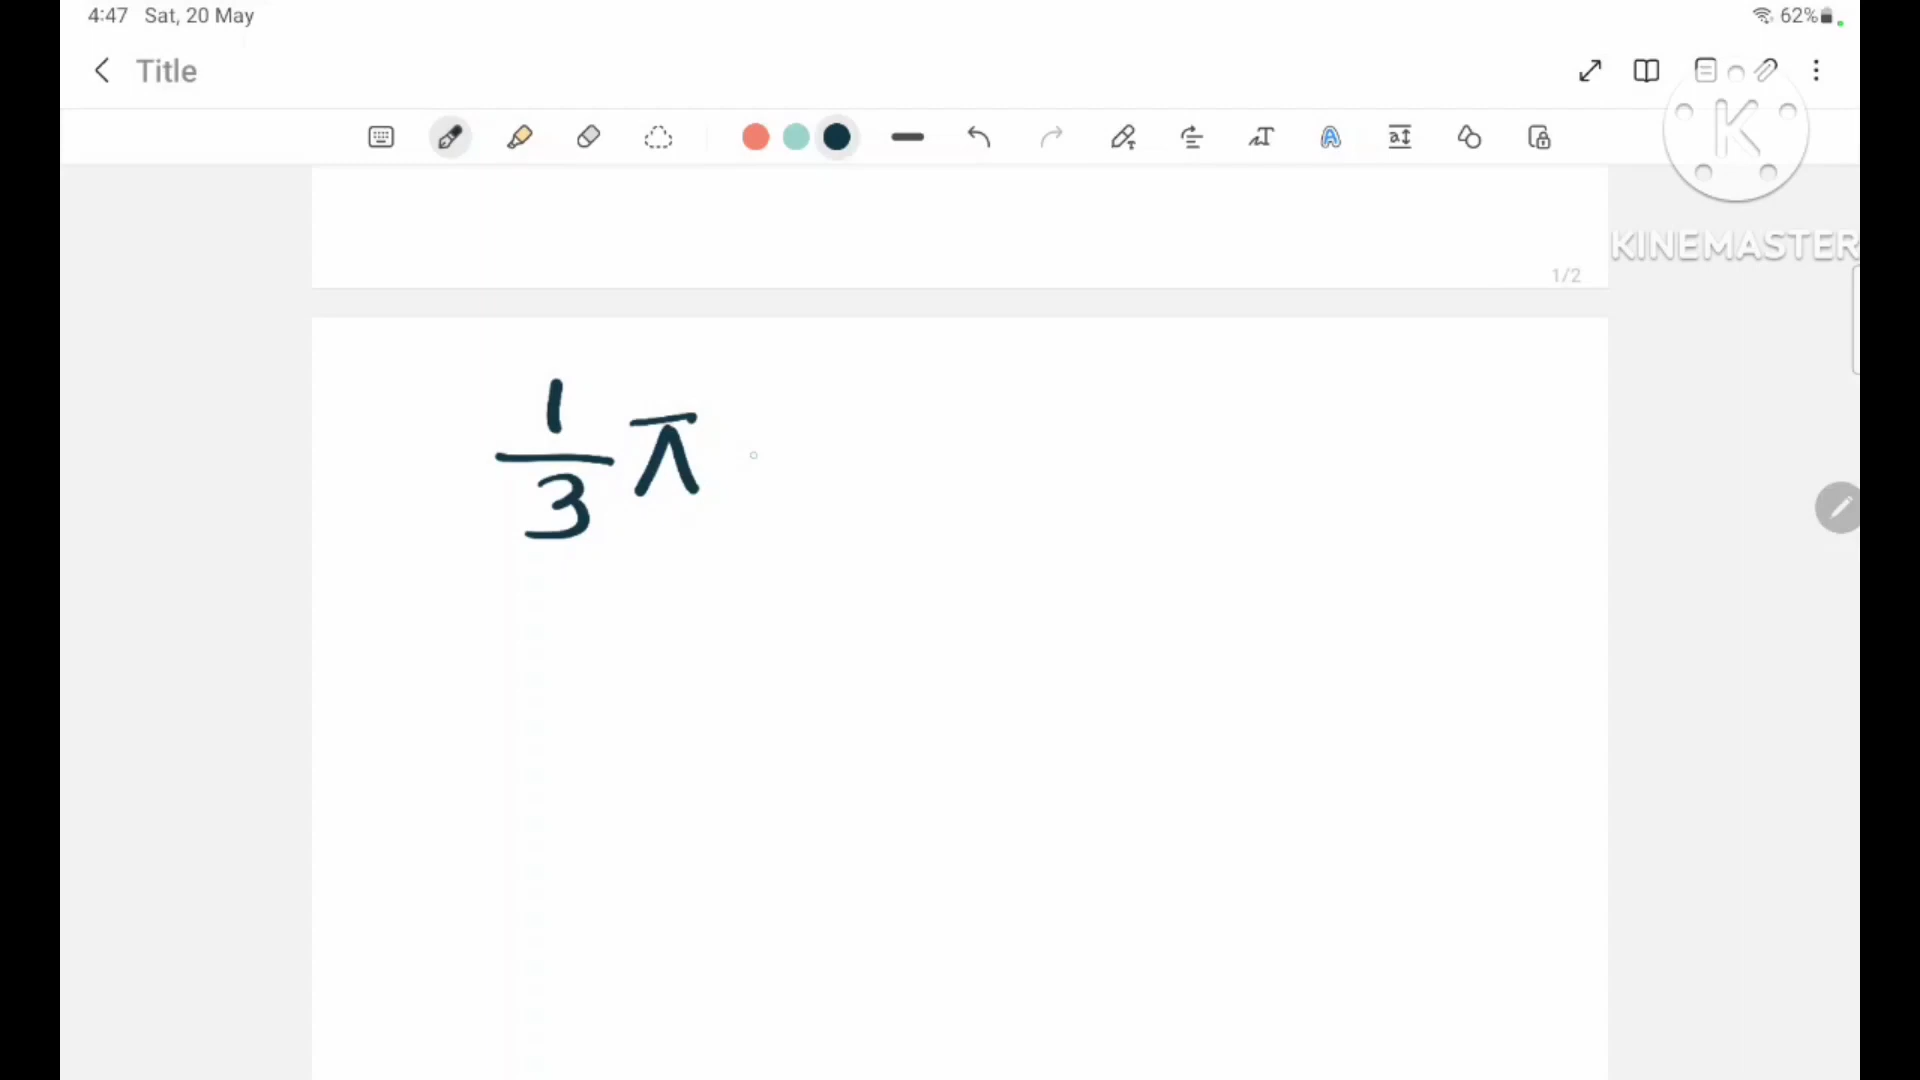 4:47 Sat, 20 May 62%
Title
K
KINEMASTER
1/2
1/3 π